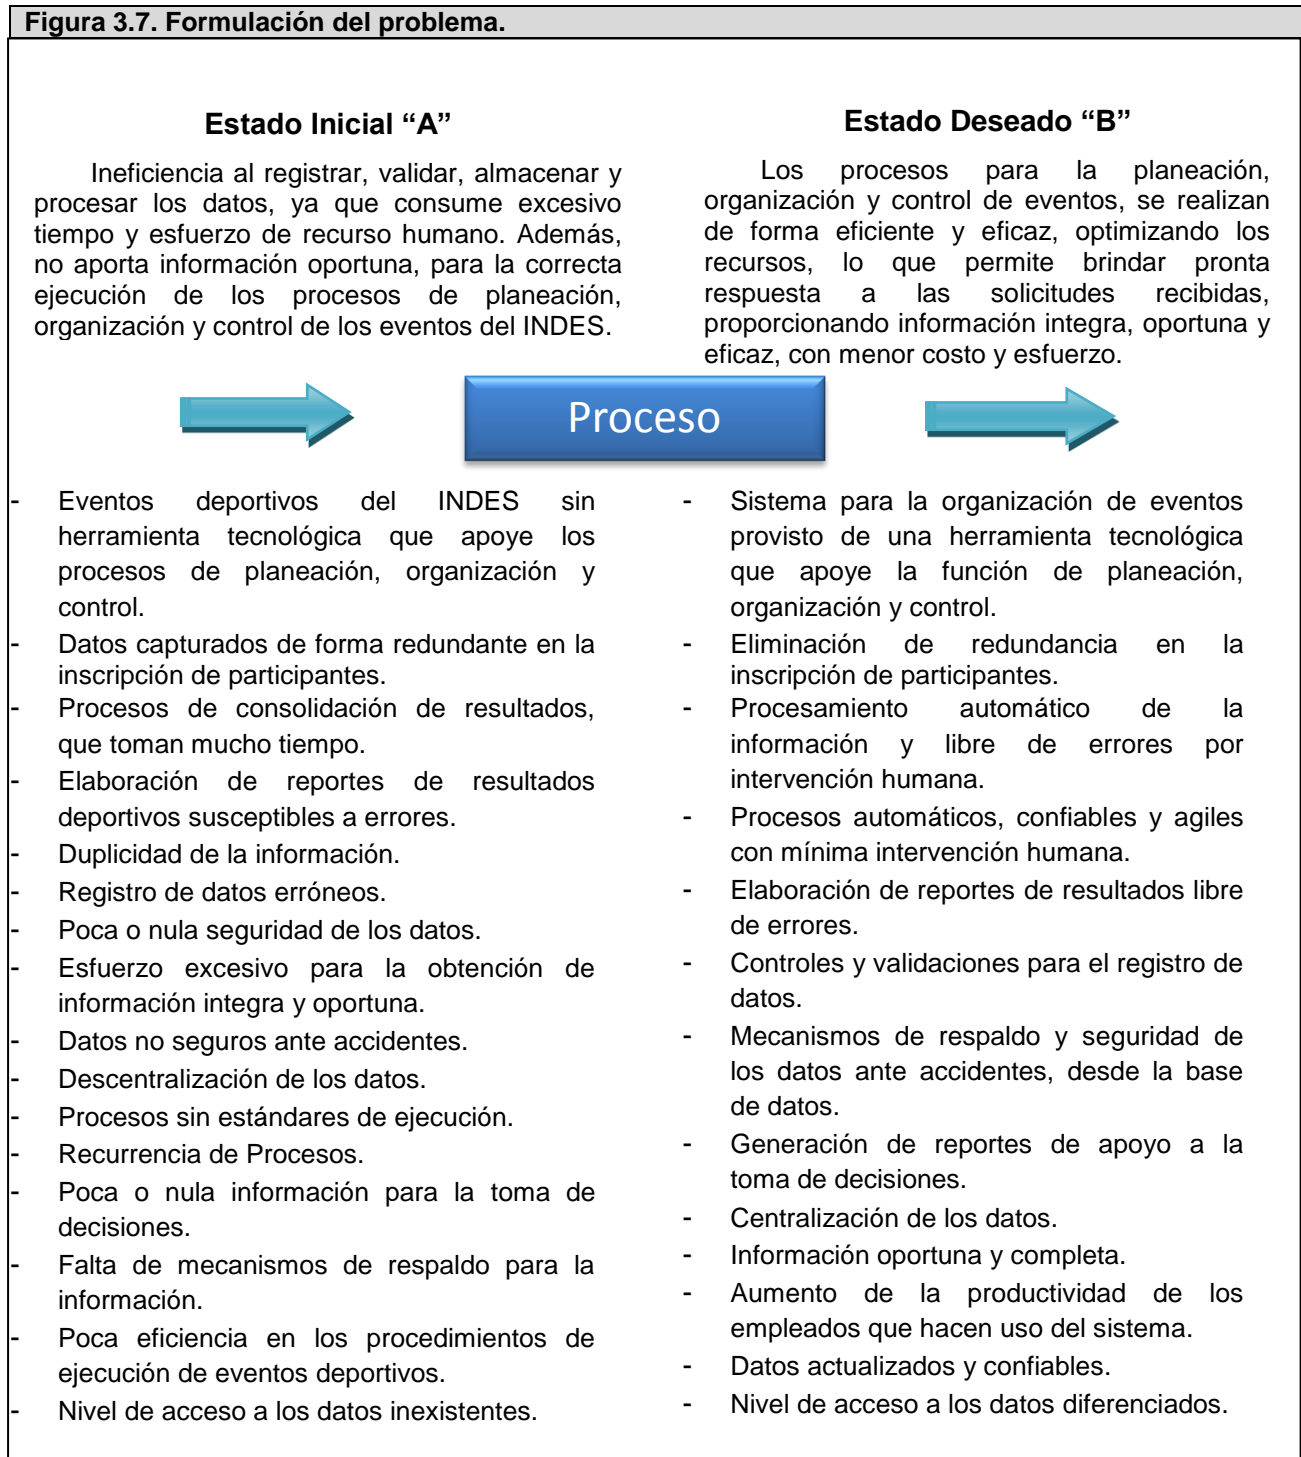 Figura 3.7. Formulación del problema.
Estado Inicial “A”
Ineficiencia al registrar, validar, almacenar y
procesar los datos, ya que consume excesivo
tiempo y esfuerzo de recurso humano. Además,
no aporta información oportuna, para la correcta
ejecución de los procesos de planeación,
organización y control de los eventos del INDES.
Estado Deseado “B”
Los procesos para la planeación,
organización y control de eventos, se realizan
de forma eficiente y eficaz, optimizando los
recursos, lo que permite brindar pronta
respuesta a las solicitudes recibidas,
proporcionando información integra, oportuna y
eficaz, con menor costo y esfuerzo.
Proceso
- Eventos deportivos del INDES sin
herramienta tecnológica que apoye los
procesos de planeación, organización y
control.
- Datos capturados de forma redundante en la
inscripción de participantes.
- Procesos de consolidación de resultados,
que toman mucho tiempo.
- Elaboración de reportes de resultados
deportivos susceptibles a errores.
- Duplicidad de la información.
- Registro de datos erróneos.
- Poca o nula seguridad de los datos.
- Esfuerzo excesivo para la obtención de
información integra y oportuna.
- Datos no seguros ante accidentes.
- Descentralización de los datos.
- Procesos sin estándares de ejecución.
- Recurrencia de Procesos.
- Poca o nula información para la toma de
decisiones.
- Falta de mecanismos de respaldo para la
información.
- Poca eficiencia en los procedimientos de
ejecución de eventos deportivos.
- Nivel de acceso a los datos inexistentes.
- Sistema para la organización de eventos
provisto de una herramienta tecnológica
que apoye la función de planeación,
organización y control.
- Eliminación de redundancia en la
inscripción de participantes.
- Procesamiento automático de la
información y libre de errores por
intervención humana.
- Procesos automáticos, confiables y agiles
con mínima intervención humana.
- Elaboración de reportes de resultados libre
de errores.
- Controles y validaciones para el registro de
datos.
- Mecanismos de respaldo y seguridad de
los datos ante accidentes, desde la base
de datos.
- Generación de reportes de apoyo a la
toma de decisiones.
- Centralización de los datos.
- Información oportuna y completa.
- Aumento de la productividad de los
empleados que hacen uso del sistema.
- Datos actualizados y confiables.
- Nivel de acceso a los datos diferenciados.